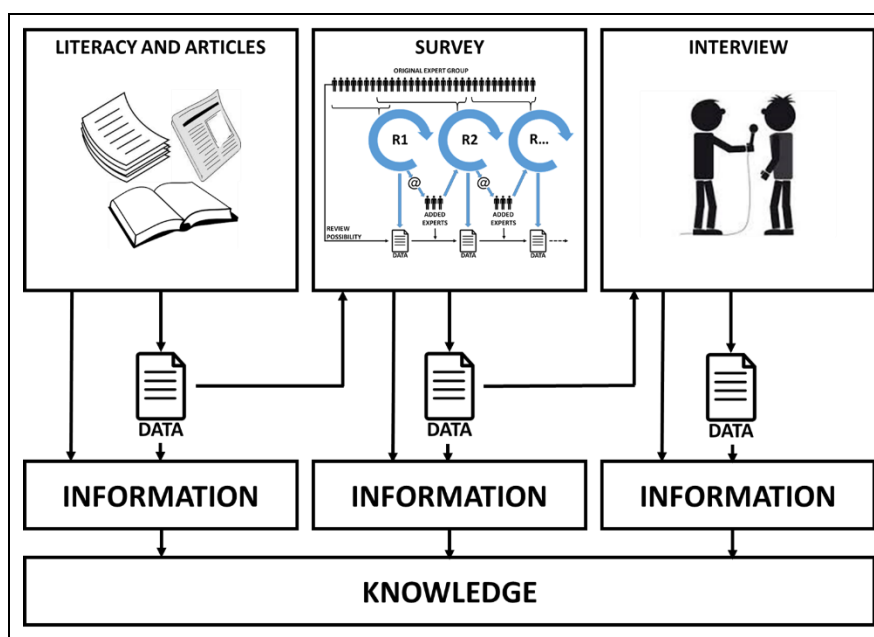 LITERACY AND ARTICLES
SURVEY
ORIGINAL EXPERT GROUP
R1
R2
R...
@
@
ADDED
EXPERTS
ADDED
EXPERTS
REVIEW
POSSIBILITY
DATA
DATA
DATA
INTERVIEW
DATA
DATA
DATA
INFORMATION
INFORMATION
INFORMATION
KNOWLEDGE